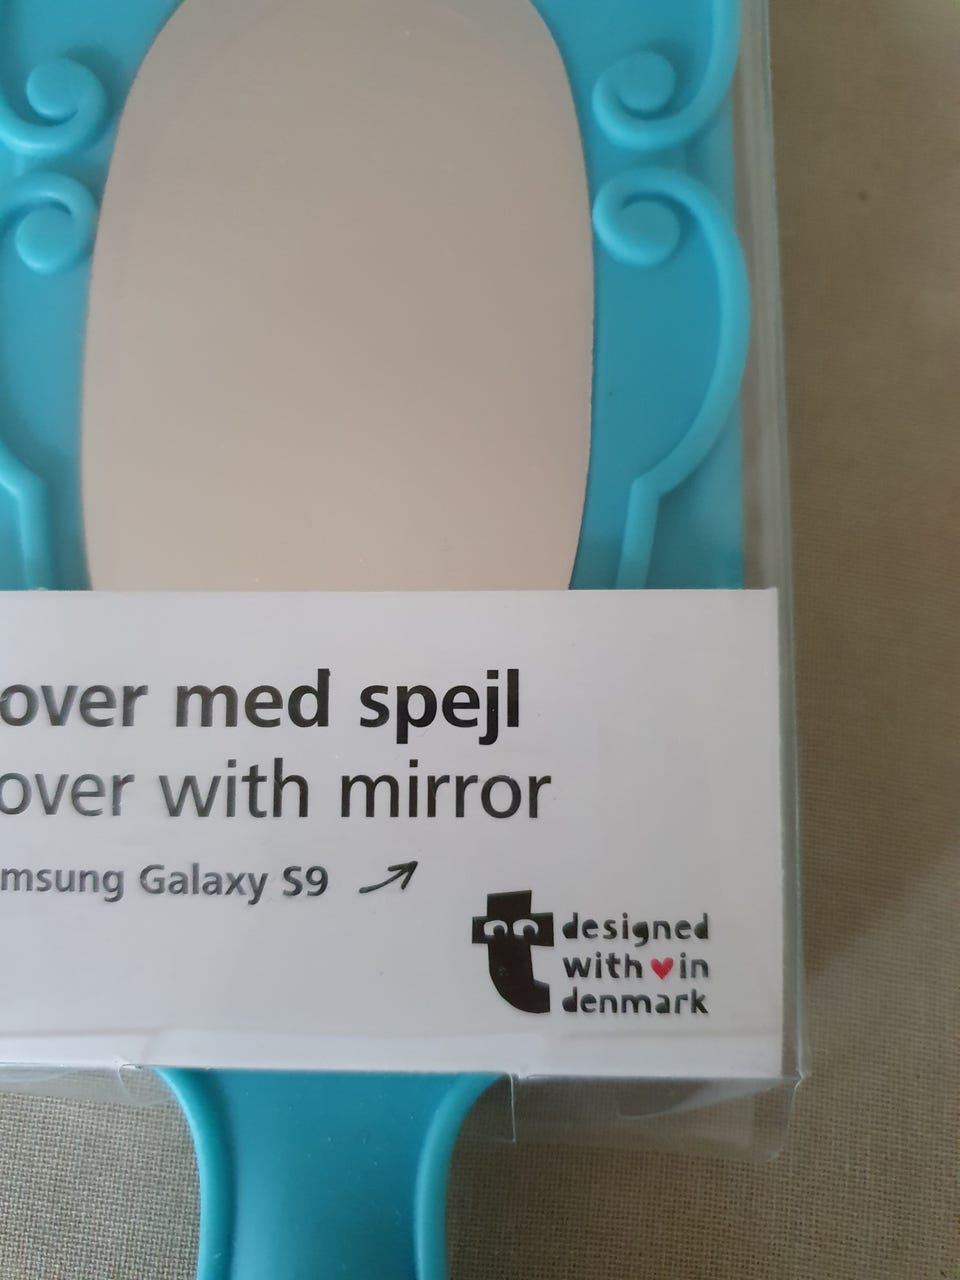 over med spejl
over with mirror
msung Galaxy S9
t designed
with ♥ in
denmark